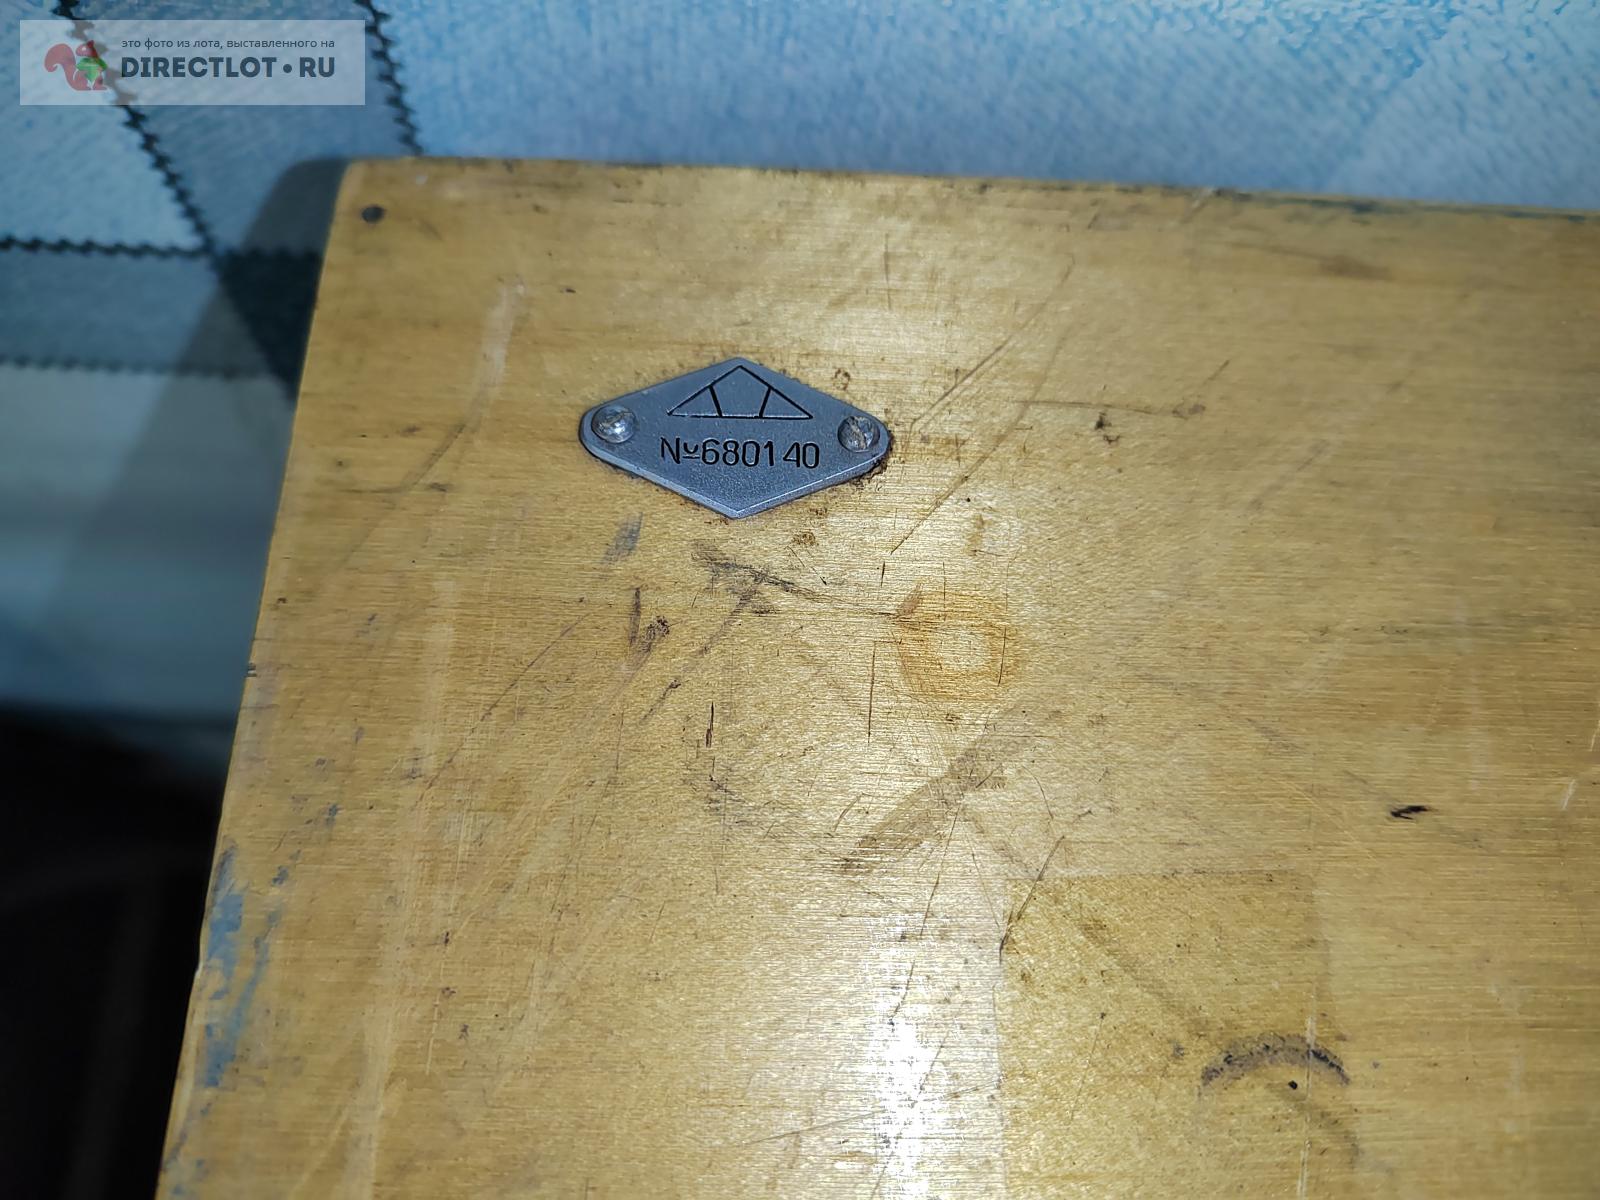 это фото из лота, выставленного на
DIRECTLOT•RU
№680140